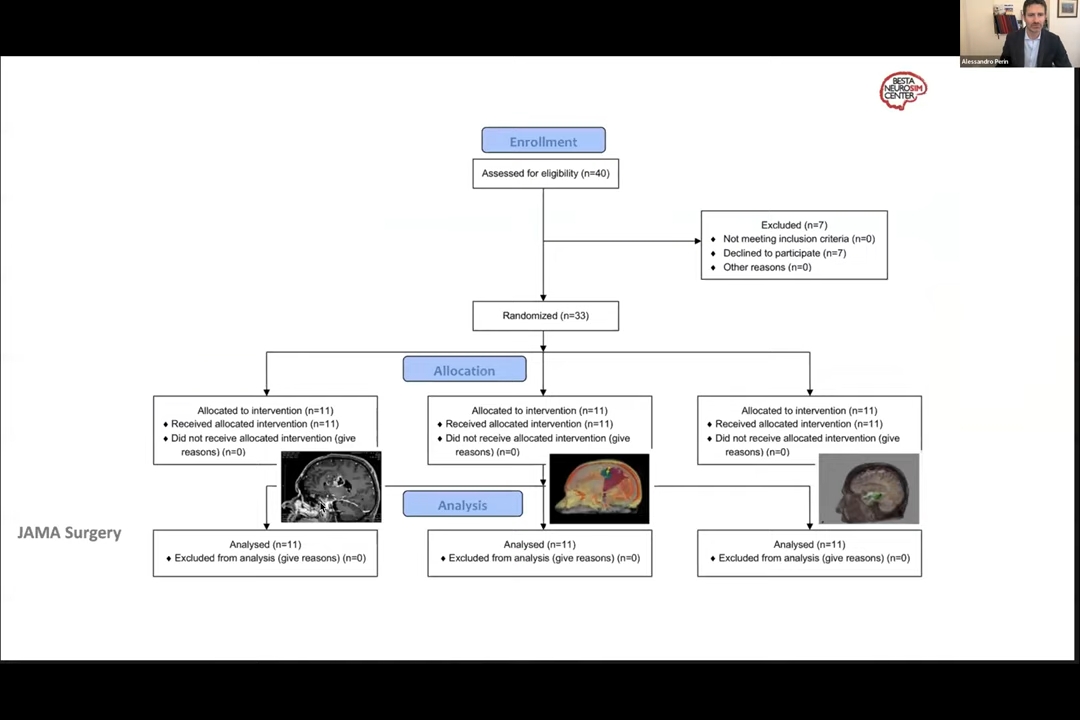 Alessandro Perin
BESTA
NEUROSIM
CENTER
Enrollment
Assessed for eligibility (n=40)
Excluded (n=7)
♦ Not meeting inclusion criteria (n=0)
♦ Declined to participate (n=7)
♦ Other reasons (n=0)
Randomized (n=33)
Allocation
Allocated to intervention (n=11)
♦ Received allocated intervention (n=11)
♦ Did not receive allocated intervention (give
reasons) (n=0)
Allocated to intervention (n=11)
♦ Received allocated intervention (n=11)
♦ Did not receive allocated intervention (give
reasons) (n=0)
Allocated to intervention (n=11)
♦ Received allocated intervention (n=11)
♦ Did not receive allocated intervention (give
reasons) (n=0)
Analysis
JAMA Surgery
Analysed (n=11)
♦ Excluded from analysis (give reasons) (n=0)
Analysed (n=11)
♦ Excluded from analysis (give reasons) (n=0)
Analysed (n=11)
♦ Excluded from analysis (give reasons) (n=0)